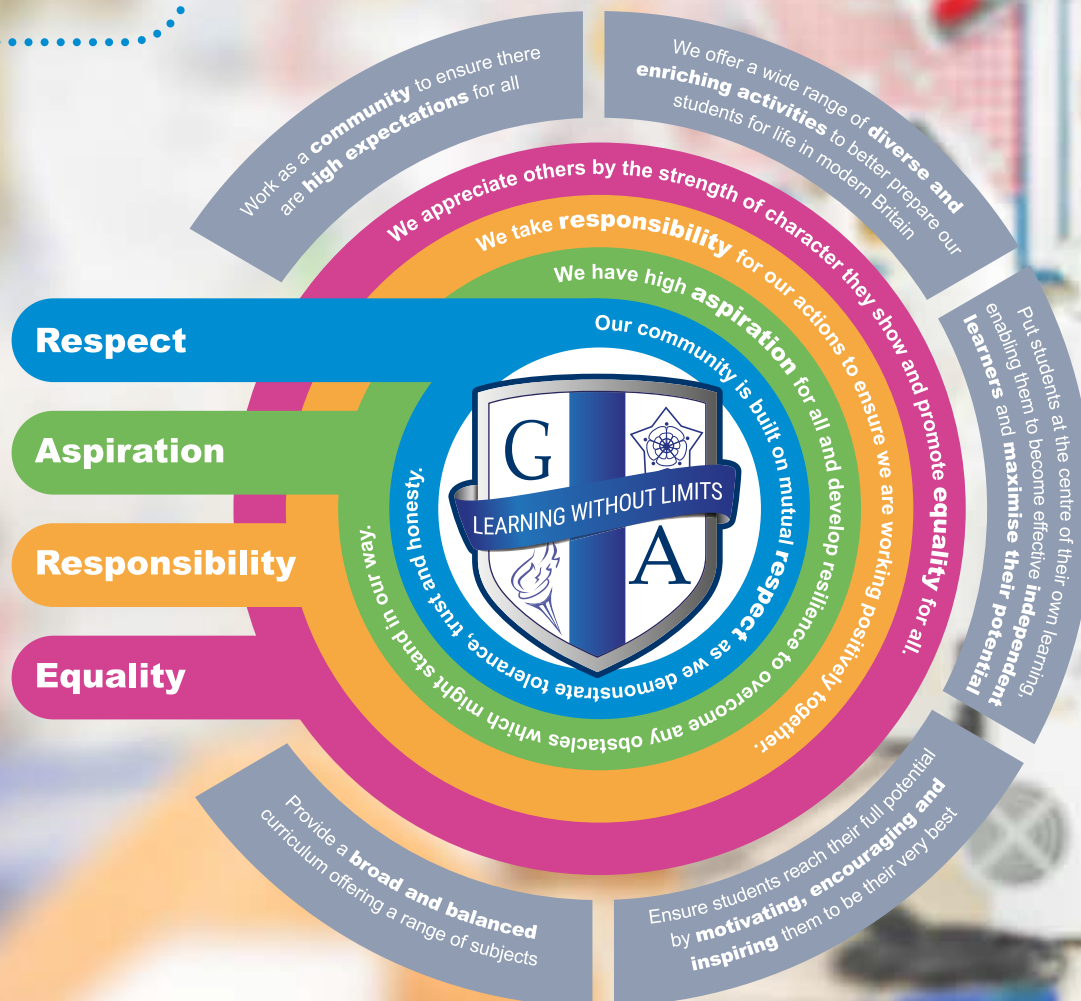 Work as a community to ensure there
are high expectations for all
We offer a wide range of diverse and
enriching activities to better prepare our
students for life in modern Britain
Put students at the centre of their own learning,
enabling them to become effective independent
learners and maximise their potential
Ensure students reach their full potential
by motivating, encouraging and
inspiring them to be their very best
Provide a broad and balanced
curriculum offering a range of subjects
Respect
Aspiration
Responsibility
Equality
We appreciate others by the strength of character they show and promote equality for all.
We take responsibility for our actions to ensure we are working positively together.
We have high aspiration for all and develop resilience to overcome any obstacles which might stand in our way.
Our community is built on mutual respect as we demonstrate tolerance, trust and honesty.
G
LEARNING WITHOUT LIMITS
A